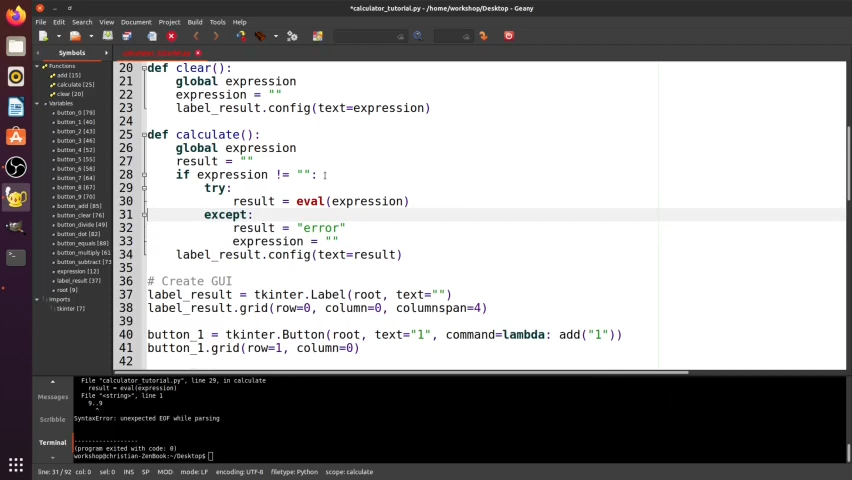 *calculator_tutorial.py - /home/workshop/Desktop - Geany
File Edit Search View Document Project Build Tools Help
Symbols
Functions
add [15]
calculate [25]
clear [20]
Variables
button_0 [79]
button_1 [40]
button_2 [43]
button_3 [46]
button_4 [52]
button_5 [55]
button_6 [58]
button_7 [64]
button_8 [67]
button_9 [70]
button_add [85]
button_clear [76]
button_divide [49]
button_dot [82]
button_equals [88]
button_multiply [61
button_subtract [73
expression [12]
label_result [37]
root [9]
Imports
tkinter [7]
20 def clear():
21 global expression
22 expression = ""
23 label_result.config(text=expression)
24
25 def calculate():
26 global expression
27 result = ""
28 if expression != "":
29 try:
30 result = eval(expression)
31 except:
32 result = "error"
33 expression = ""
34 label_result.config(text=result)
35
36 # Create GUI
37 label_result = tkinter.Label(root, text="")
38 label_result.grid(row=0, column=0, columnspan=4)
39
40 button_1 = tkinter.Button(root, text="1", command=lambda: add("1"))
41 button_1.grid(row=1, column=0)
42
Messages
Scribble
Terminal
File "calculator_tutorial.py", line 29, in calculate
result = eval(expression)
File "<string>", line 1
9..9
^
SyntaxError: unexpected EOF while parsing
------------------
(program exited with code: 0)
workshop@christian-ZenBook:~/Desktop$
line: 31 / 92 col: 0 sel: 0 INS SP MOD mode: LF encoding: UTF-8 filetype: Python scope: calculate